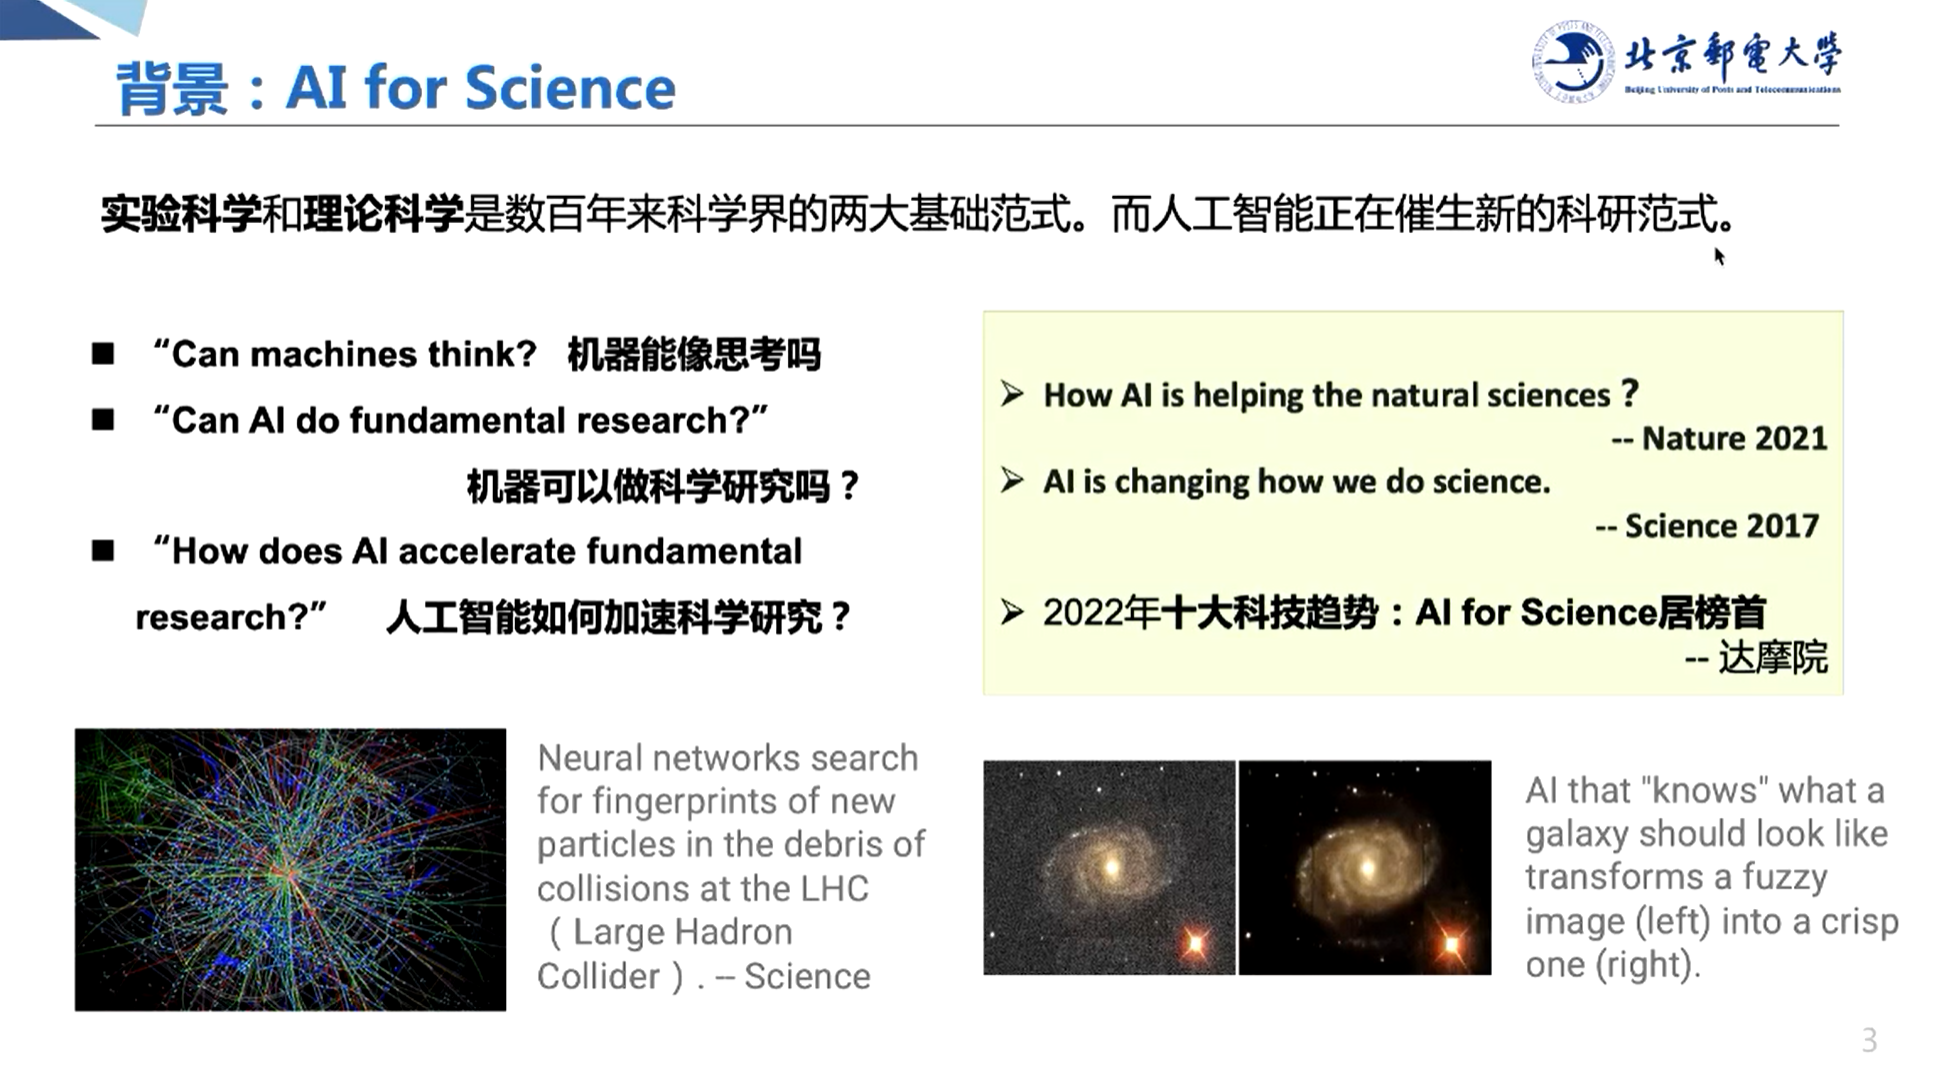 背景：AI for Science
北京郵電大學
Beijing University of Posts and Telecommunications
实验科学和理论科学是数百年来科学界的两大基础范式。而人工智能正在催生新的科研范式。
■ “Can machines think? 机器能像思考吗
■ “Can AI do fundamental research?”
机器可以做科学研究吗？
■ “How does AI accelerate fundamental
research?” 人工智能如何加速科学研究？
➢ How AI is helping the natural sciences？
-- Nature 2021
➢ AI is changing how we do science.
-- Science 2017
➢ 2022年十大科技趋势：AI for Science居榜首
-- 达摩院
Neural networks search
for fingerprints of new
particles in the debris of
collisions at the LHC
（Large Hadron
Collider）. – Science
AI that "knows" what a
galaxy should look like
transforms a fuzzy
image (left) into a crisp
one (right).
3